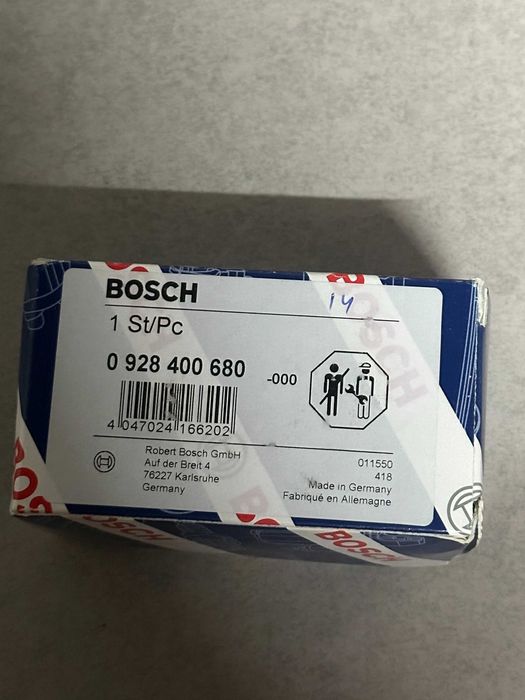 BOSCH
14
1 St/Pc
0 928 400 680
-000
4 047024 166202
Robert Bosch GmbH
Auf der Breit 4
76227 Karlsruhe
Germany
011550
418
Made in Germany
Fabriqué en Allemagne
BOSCH
BOSCH
BOSCH